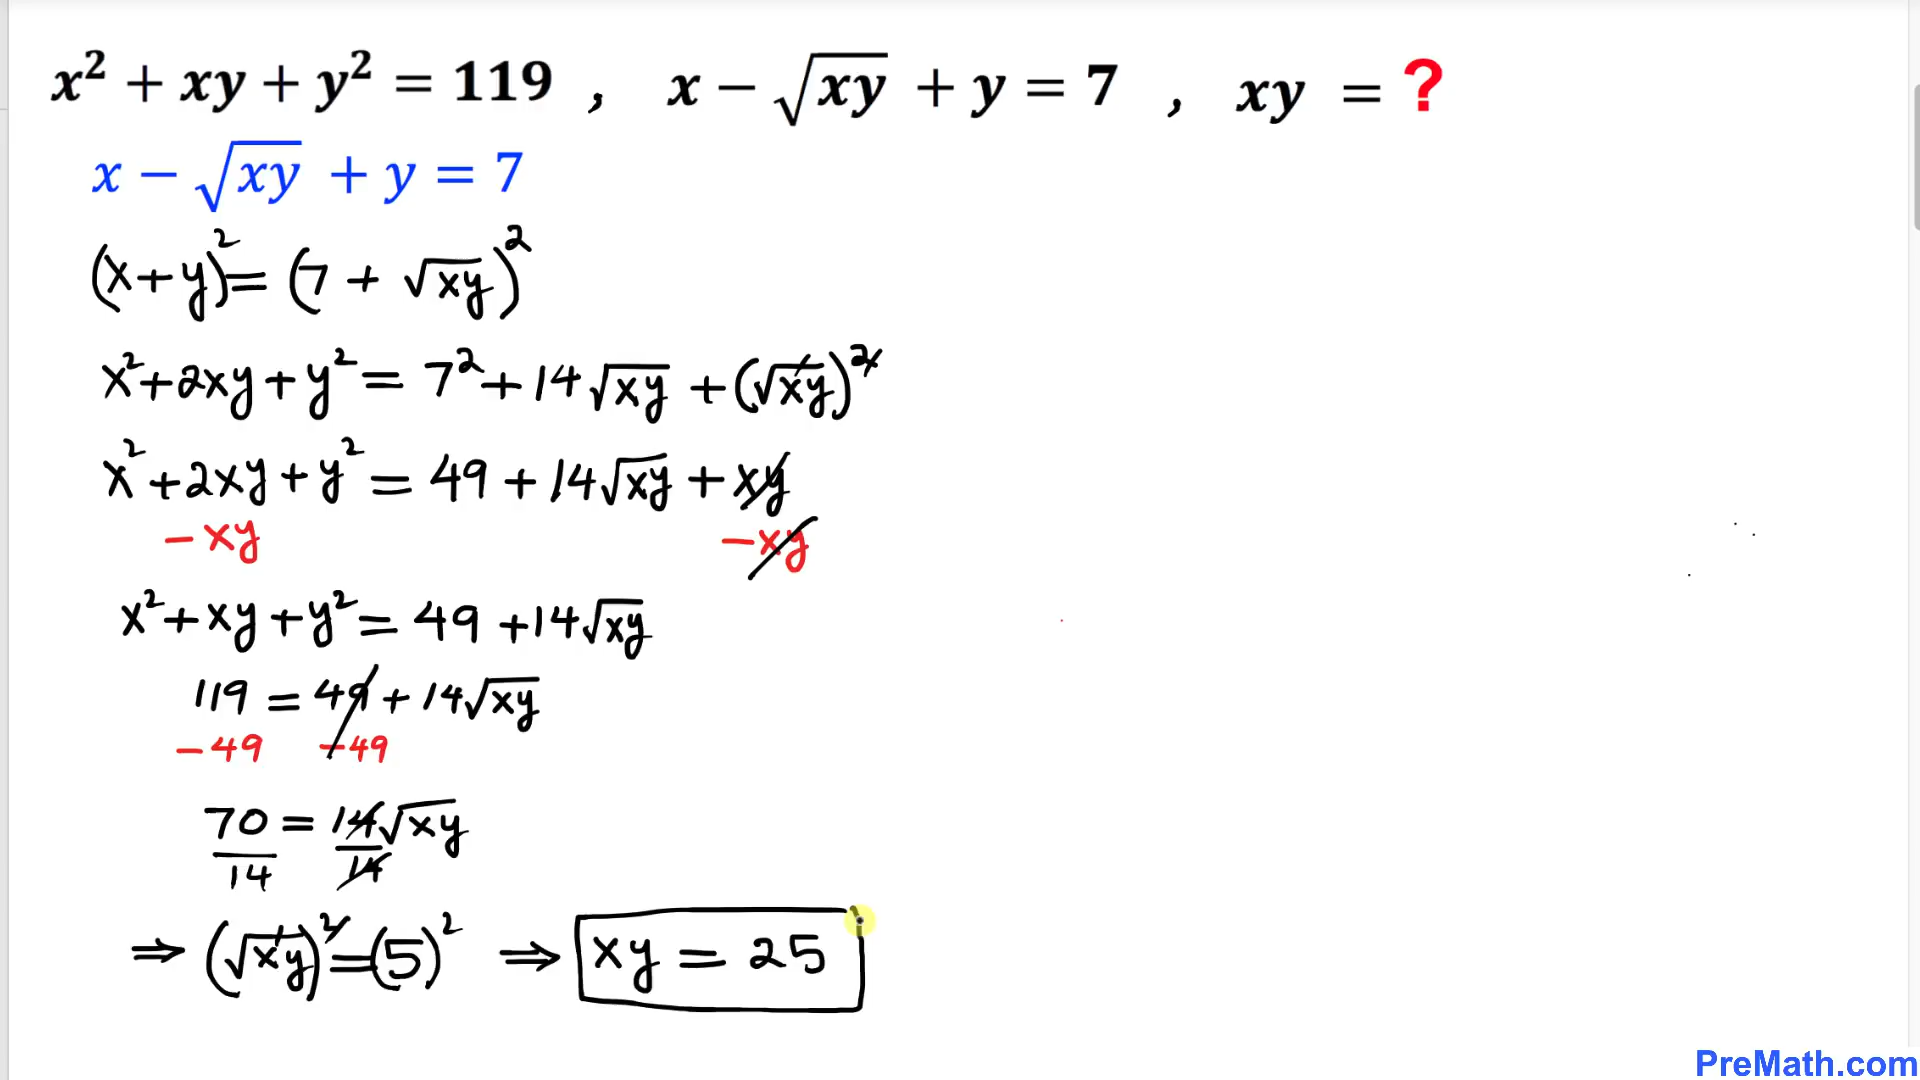 x² + xy + y² = 119 , x − √xy + y = 7 , xy = ?
x − √xy + y = 7
(x+y)² = (7 + √xy)²
x² + 2xy + y² = 7² + 14√xy + (√xy)²
x² + 2xy + y² = 49 + 14√xy + xy
− xy − xy
x² + xy + y² = 49 + 14√xy
119 = 49 + 14√xy
− 49 − 49
70 = 14√xy
14 14
⇒ (√xy)² = (5)² ⇒ xy = 25
PreMath.com